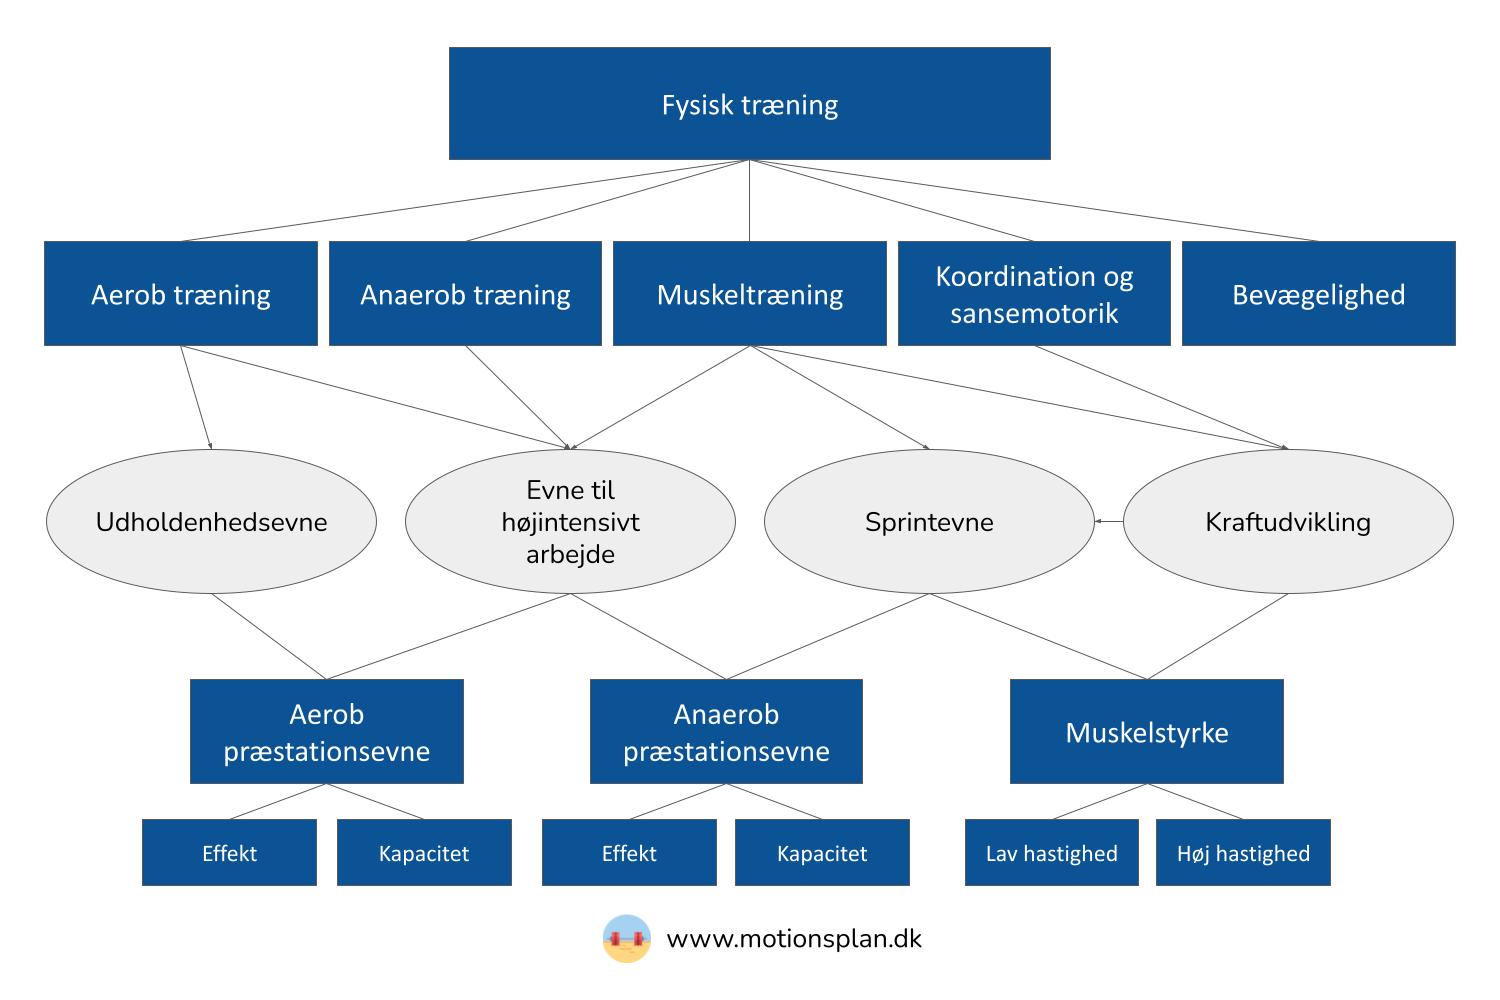 Fysisk træning
Aerob træning
Anaerob træning
Muskeltræning
Koordination og
sansemotorik
Bevægelighed
Udholdenhedsevne
Evne til
højintensivt
arbejde
Sprintevne
Kraftudvikling
Aerob
præstationsevne
Anaerob
præstationsevne
Muskelstyrke
Effekt
Kapacitet
Effekt
Kapacitet
Lav hastighed
Høj hastighed
www.motionsplan.dk